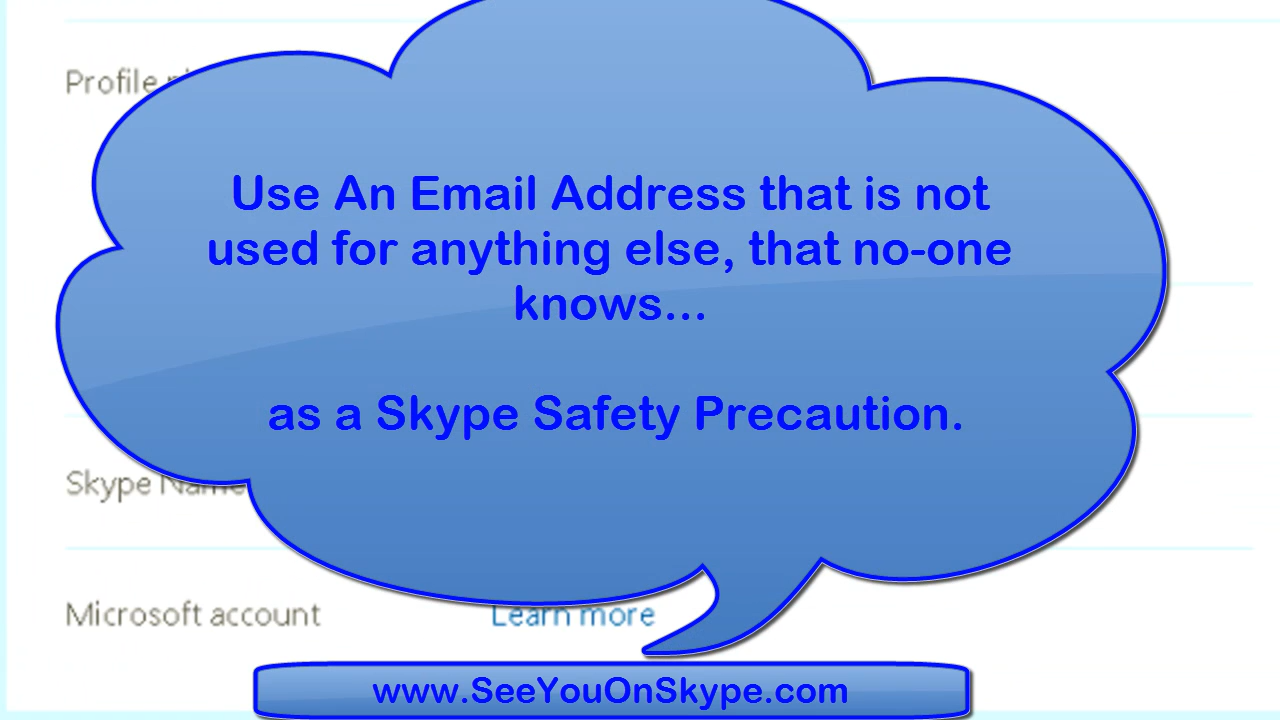 Profile
Use An Email Address that is not
used for anything else, that no-one
knows...
as a Skype Safety Precaution.
Skype Name
Microsoft account Learn more
www.SeeYouOnSkype.com